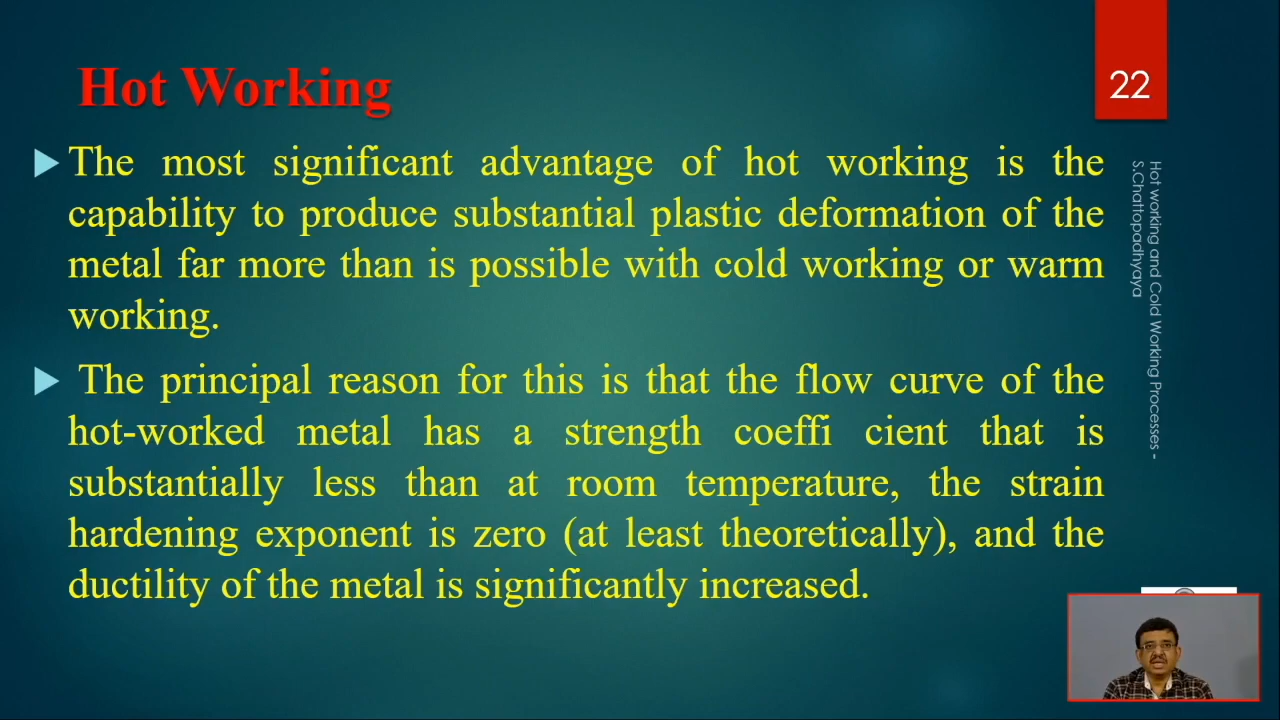 22
Hot Working
The most significant advantage of hot working is the
capability to produce substantial plastic deformation of the
metal far more than is possible with cold working or warm
working.
The principal reason for this is that the flow curve of the
hot-worked metal has a strength coeffi cient that is
substantially less than at room temperature, the strain
hardening exponent is zero (at least theoretically), and the
ductility of the metal is significantly increased.
Hot working and Cold Working Processes -
S.Chattopadhyaya